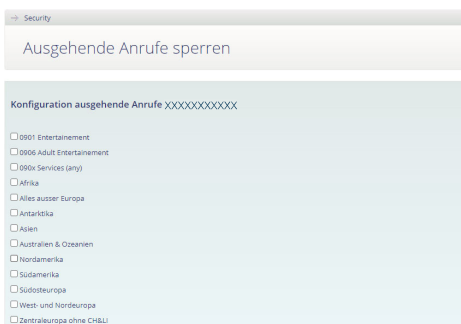 → Security
Ausgehende Anrufe sperren
Konfiguration ausgehende Anrufe XXXXXXXXXXX
0901 Entertainement
0906 Adult Entertainement
090x Services (any)
Afrika
Alles ausser Europa
Antarktika
Asien
Australien & Ozeanien
Nordamerika
Südamerika
Südosteuropa
West- und Nordeuropa
Zentraleuropa ohne CH&LI